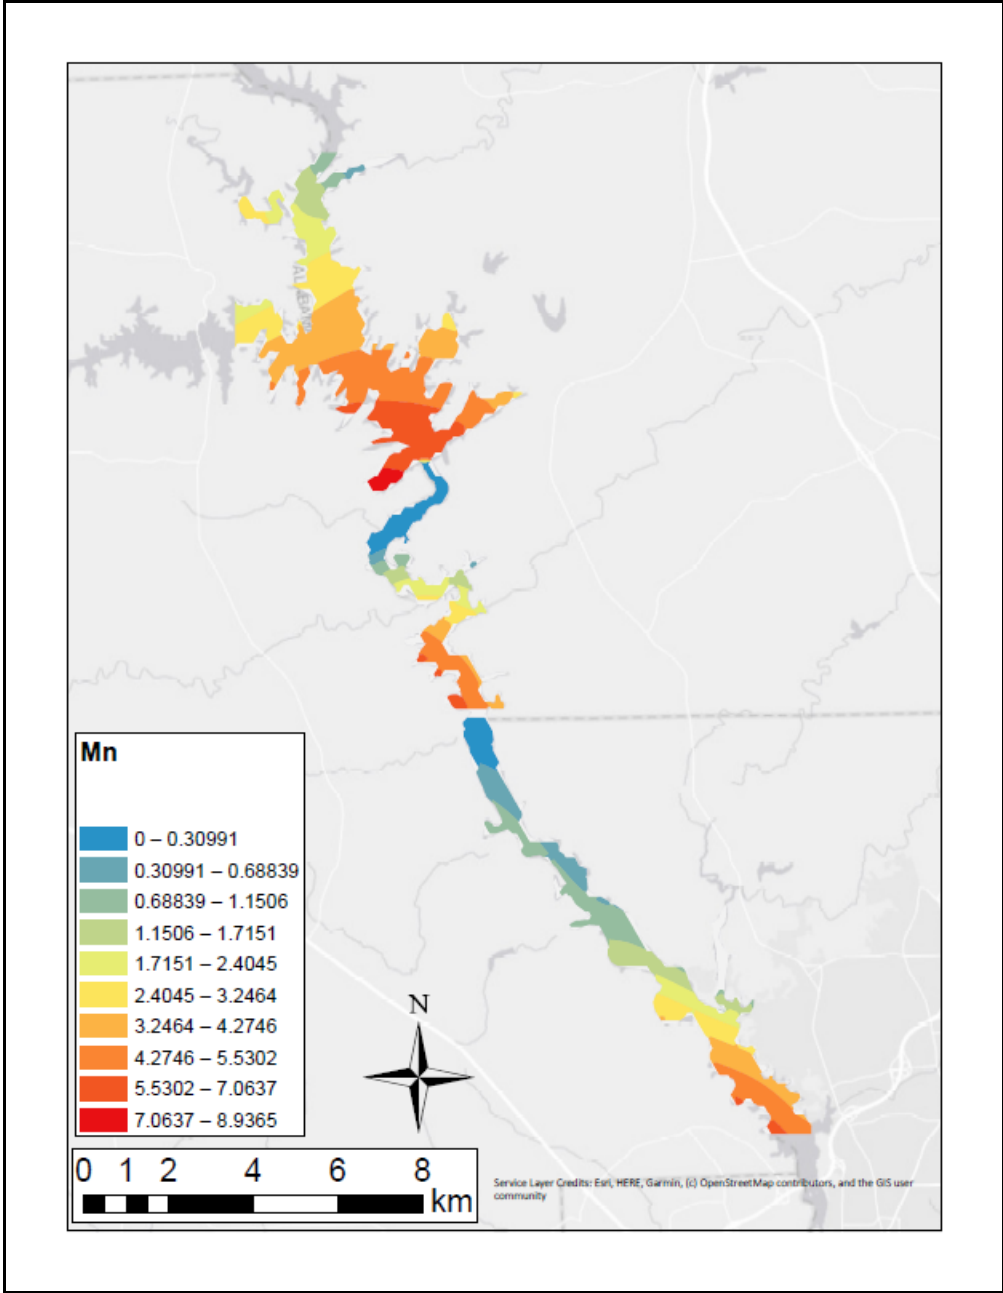 Mn
0 – 0.30991
0.30991 – 0.68839
0.68839 – 1.1506
1.1506 – 1.7151
1.7151 – 2.4045
2.4045 – 3.2464
3.2464 – 4.2746
4.2746 – 5.5302
5.5302 – 7.0637
7.0637 – 8.9365
N
0 1 2 4 6 8
km
Service Layer Credits: Esri, HERE, Garmin, (c) OpenStreetMap contributors, and the GIS user
community